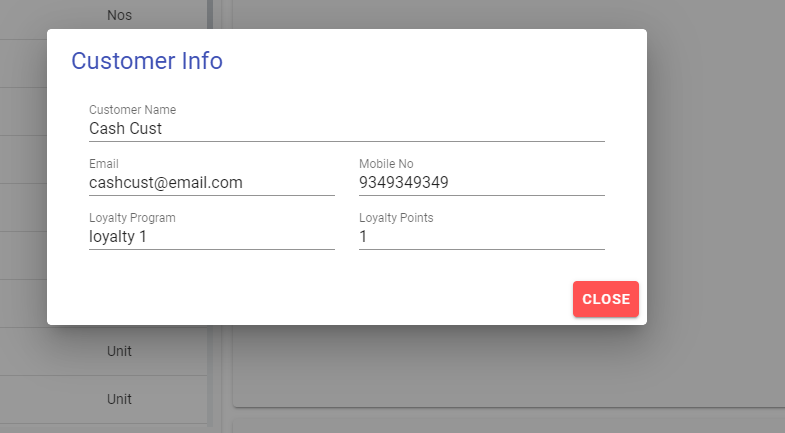 Nos
Customer Info
Customer Name
Cash Cust
Email
Mobile No
cashcust@email.com
9349349349
Loyalty Program
Loyalty Points
loyalty 1
1
CLOSE
Unit
Unit